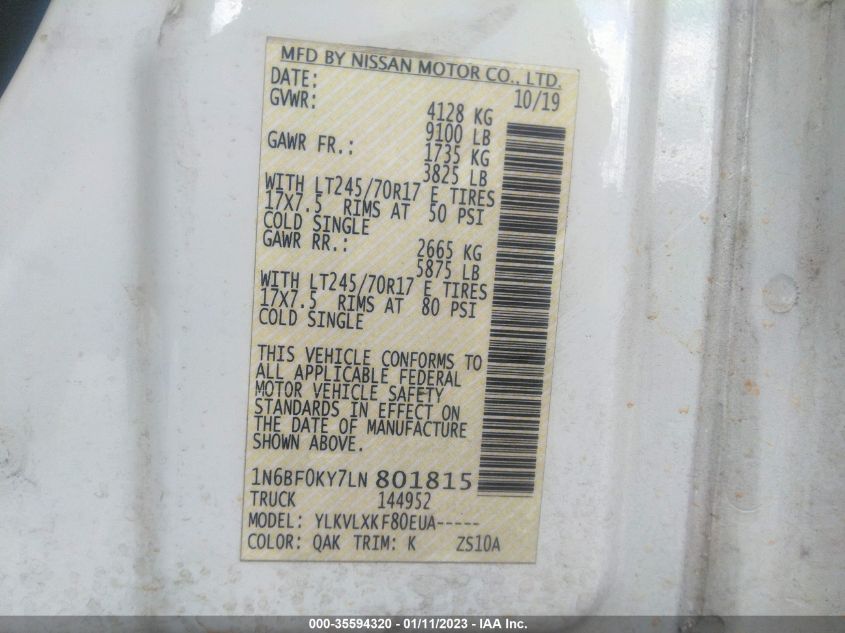 MFD BY NISSAN MOTOR CO., LTD.
DATE: 10/19
GVWR: 4128 KG
9100 LB
GAWR FR.: 1735 KG
3825 LB
WITH LT245/70R17 E TIRES
17X7.5 RIMS AT 50 PSI
COLD SINGLE
GAWR RR.: 2665 KG
5875 LB
WITH LT245/70R17 E TIRES
17X7.5 RIMS AT 80 PSI
COLD SINGLE
THIS VEHICLE CONFORMS TO
ALL APPLICABLE FEDERAL
MOTOR VEHICLE SAFETY
STANDARDS IN EFFECT ON
THE DATE OF MANUFACTURE
SHOWN ABOVE.
1N6BF0KY7LN 801815
TRUCK 144952
MODEL: YLKVLXKF80EUA-----
COLOR: QAK TRIM: K ZS10A
000-35594320 - 01/11/2023 - IAA Inc.